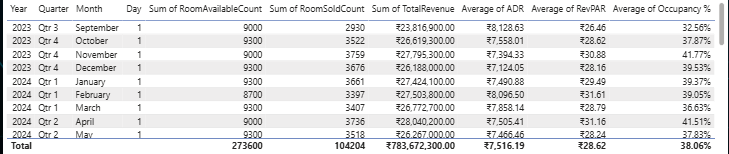 Year Quarter Month Day Sum of RoomAvailableCount Sum of RoomSoldCount Sum of TotalRevenue Average of ADR Average of RevPAR Average of Occupancy %
2023 Qtr 3 September 1 9000 2930 ₹23,816,900.00 ₹8,128.63 ₹26.46 32.56%
2023 Qtr 4 October 1 9300 3522 ₹26,619,300.00 ₹7,558.01 ₹28.62 37.87%
2023 Qtr 4 November 1 9000 3759 ₹27,795,300.00 ₹7,394.33 ₹30.88 41.77%
2023 Qtr 4 December 1 9300 3676 ₹26,188,000.00 ₹7,124.05 ₹28.16 39.53%
2024 Qtr 1 January 1 9300 3661 ₹27,424,100.00 ₹7,490.88 ₹29.49 39.37%
2024 Qtr 1 February 1 8700 3397 ₹27,503,800.00 ₹8,096.50 ₹31.61 39.05%
2024 Qtr 1 March 1 9300 3407 ₹26,772,700.00 ₹7,858.14 ₹28.79 36.63%
2024 Qtr 2 April 1 9000 3736 ₹28,040,200.00 ₹7,505.41 ₹31.16 41.51%
2024 Qtr 2 May 1 9300 3518 ₹26,267,000.00 ₹7,466.46 ₹28.24 37.83%
Total 273600 104204 ₹783,672,300.00 ₹7,516.19 ₹28.62 38.06%